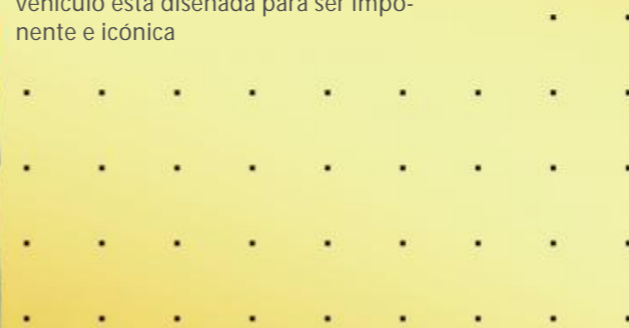 vehículo está diseñada para ser impo-
nente e icónica